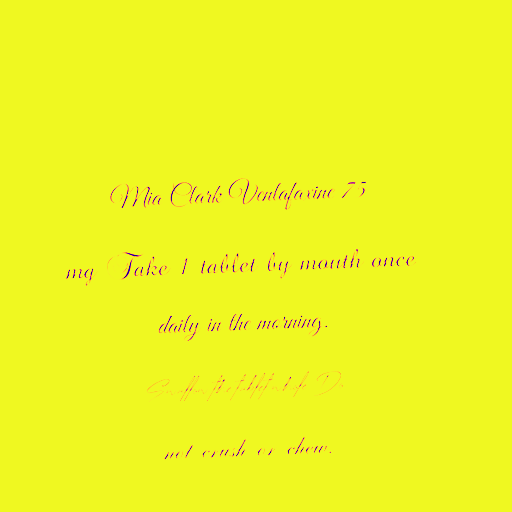 Mia Clark Venlafaxine 75
mg Take 1 tablet by mouth once
daily in the morning.
Do
not crush or chew.